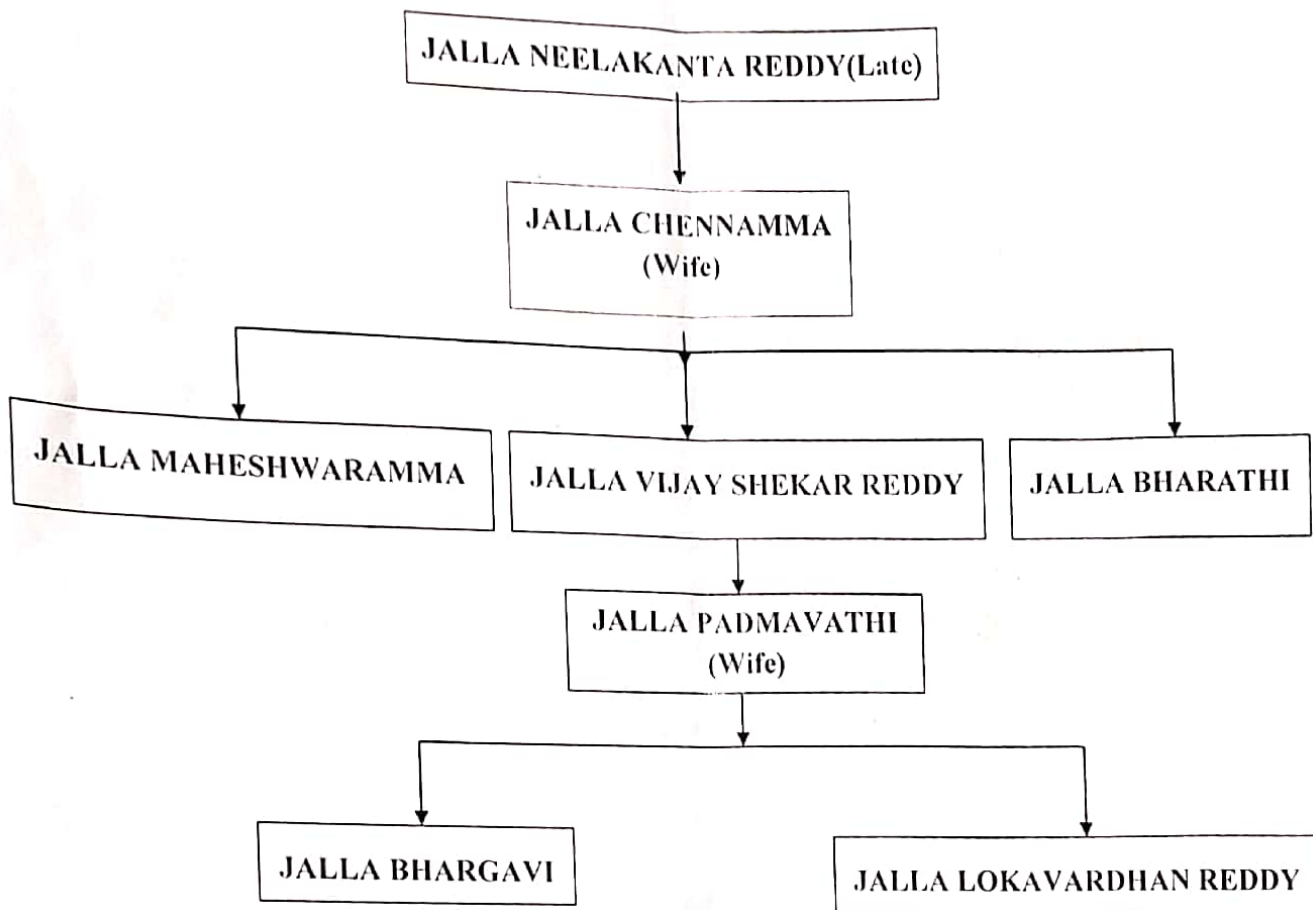 JALLA NEELAKANTA REDDY(Late)
JALLA CHENNAMMA
(Wife)
JALLA MAHESHWARAMMA
JALLA VIJAY SHEKAR REDDY
JALLA BHARATHI
JALLA PADMAVATHI
(Wife)
JALLA BHARGAVI
JALLA LOKAVARDHAN REDDY